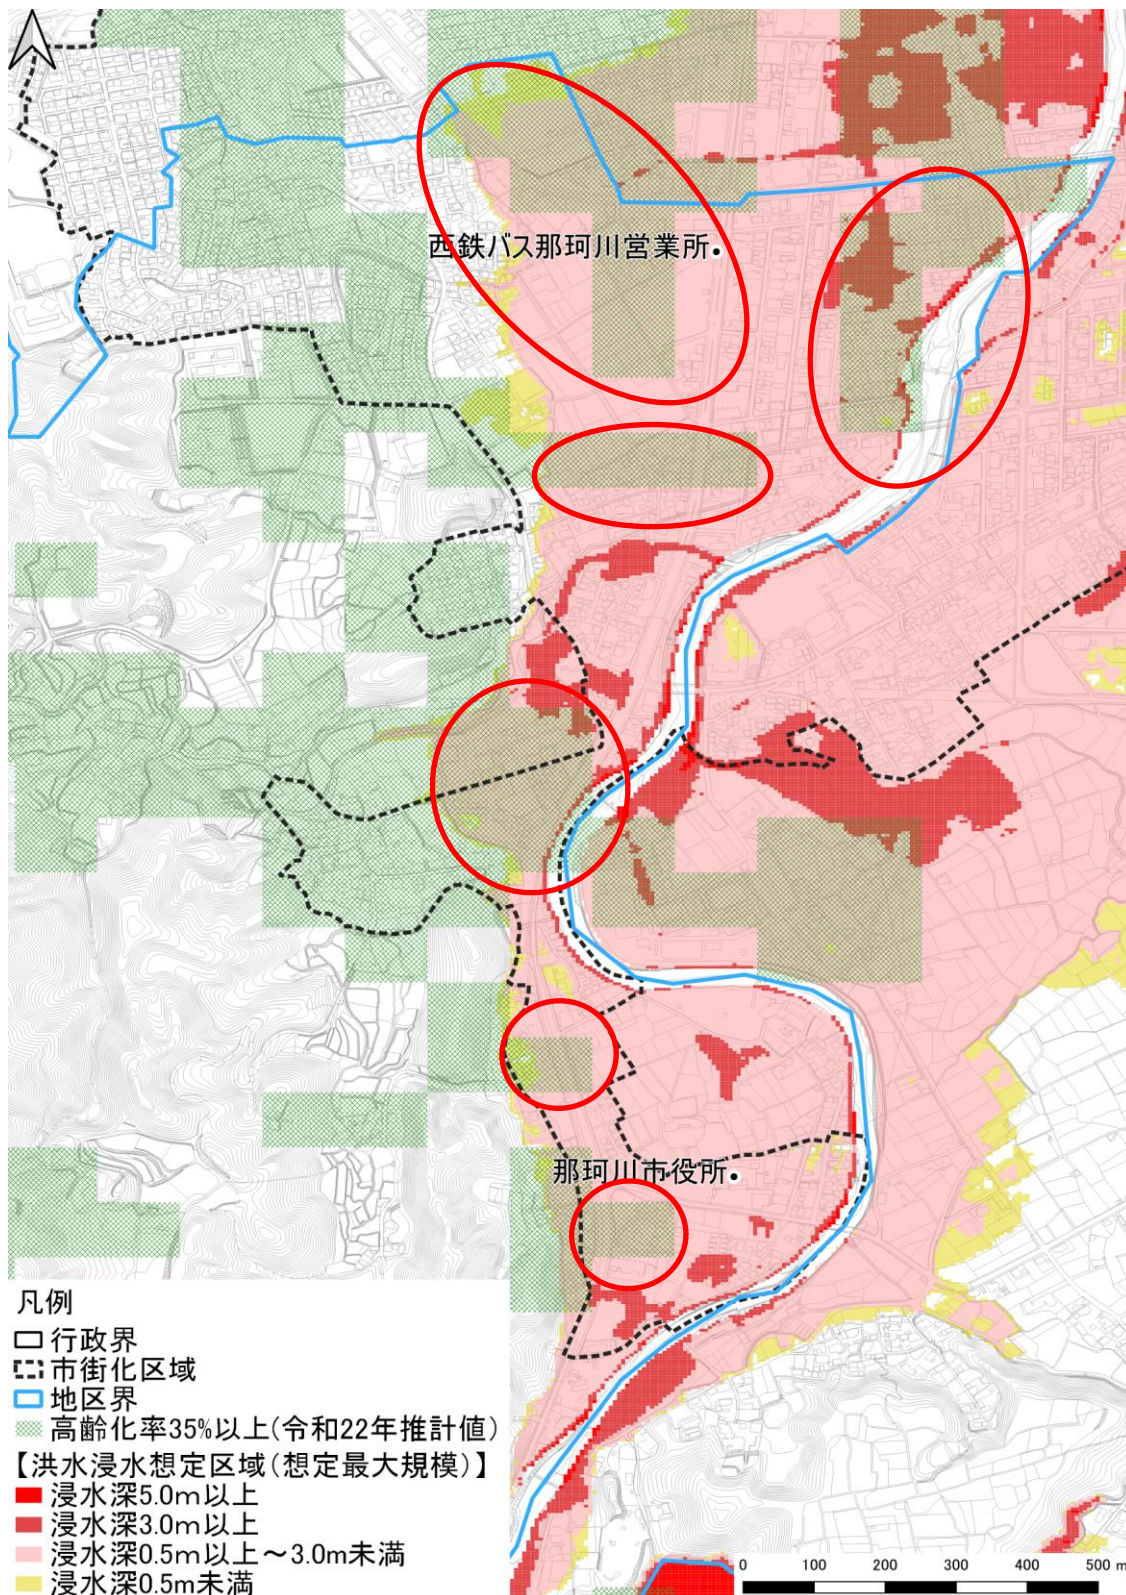 西鉄バス那珂川営業所
那珂川市役所
凡例
行政界
市街化区域
地区界
高齢化率35%以上(令和22年推計値)
【洪水浸水想定区域(想定最大規模)】
浸水深5.0m以上
浸水深3.0m以上
浸水深0.5m以上～3.0m未満
浸水深0.5m未満
0 100 200 300 400 500 m